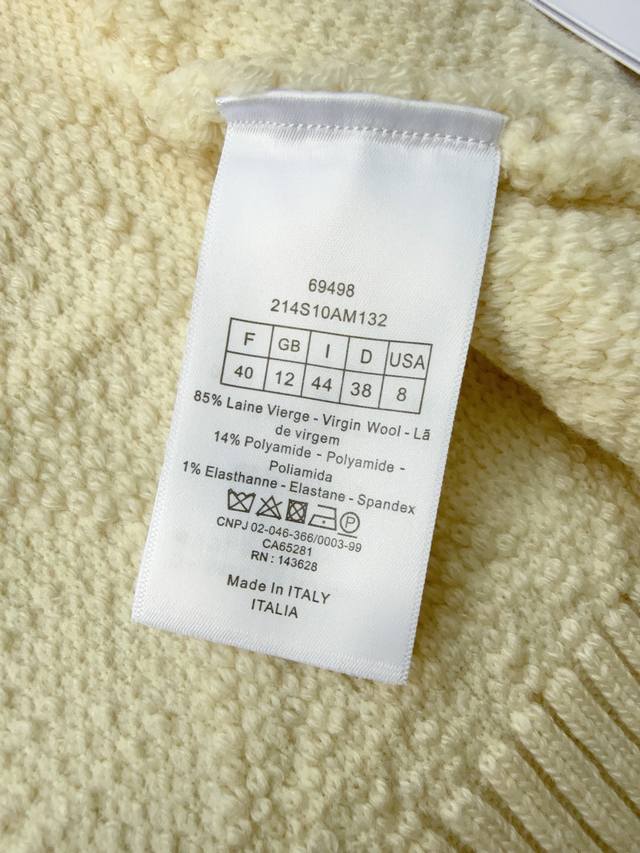 69498
214S10AM132
F GB I D USA
40 12 44 38 8
85% Laine Vierge - Virgin Wool - Lã
de virgem
14% Polyamide - Polyamide -
Poliamida
1% Elasthanne - Elastane - Spandex
P
CNPJ 02-046-366/0003-99
CA65281
RN : 143628
Made In ITALY
ITALIA